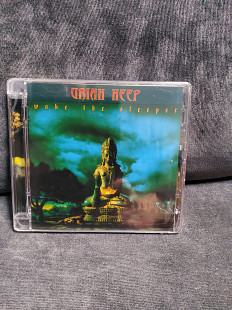 URIAH HEEP
wake the sleeper